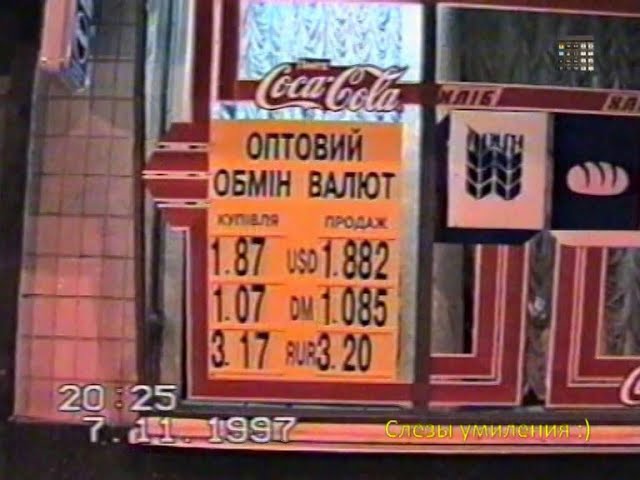 Coca-Cola
ХЛІБ
ОПТОВИЙ
ОБМІН ВАЛЮТ
КУПІВЛЯ ПРОДАЖ
1.87 USD 1.882
1.07 DM 1.085
3.17 RUR 3.20
20:25
7.11.1997
Слезы умиления :)